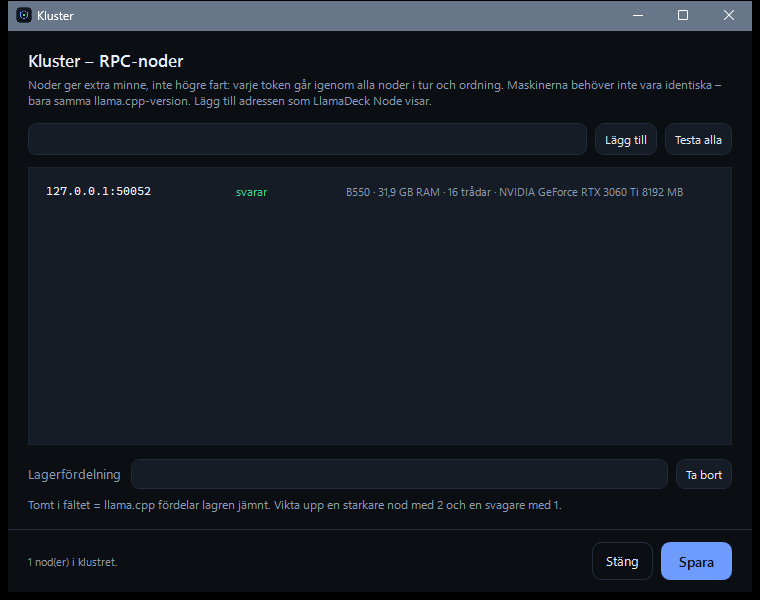 Kluster
Kluster – RPC-noder
Noder ger extra minne, inte högre fart: varje token går igenom alla noder i tur och ordning. Maskinerna behöver inte vara identiska –
bara samma llama.cpp-version. Lägg till adressen som LlamaDeck Node visar.
Lägg till
Testa alla
127.0.0.1:50052 svarar B550 · 31,9 GB RAM · 16 trådar · NVIDIA GeForce RTX 3060 Ti 8192 MB
Lagerfördelning
Ta bort
Tomt i fältet = llama.cpp fördelar lagren jämnt. Vikta upp en starkare nod med 2 och en svagare med 1.
1 nod(er) i klustret.
Stäng
Spara